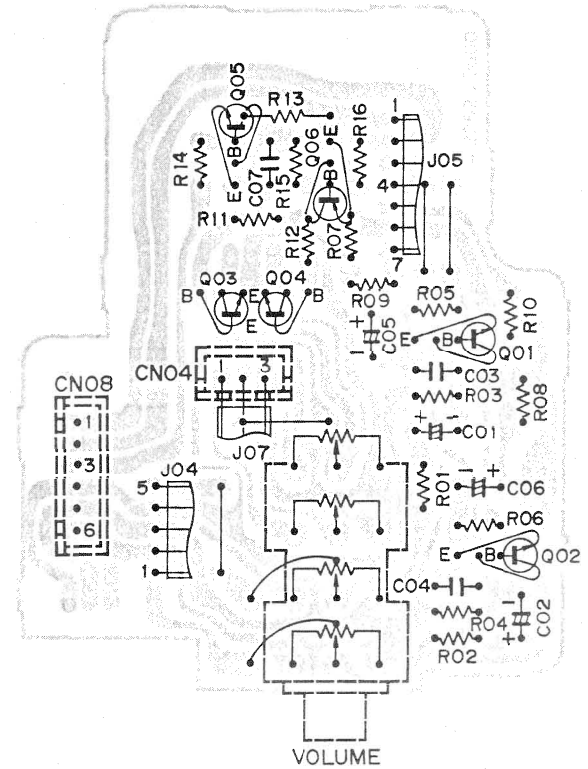 Q05
R13
R16
1
E
Q06
B
B
J05
R14
C07
R15
4
E
R11
R12
R07
7
Q03
Q04
B
E
E
B
R09
R05
R10
C05
+
-
E
B
Q01
CN04
1
3
C03
R03
R08
CN08
1
+
-
C01
J07
3
J04
5
R01
-
+
C06
6
R06
1
E
B
Q02
C04
-
R04
C02
R02
+
VOLUME